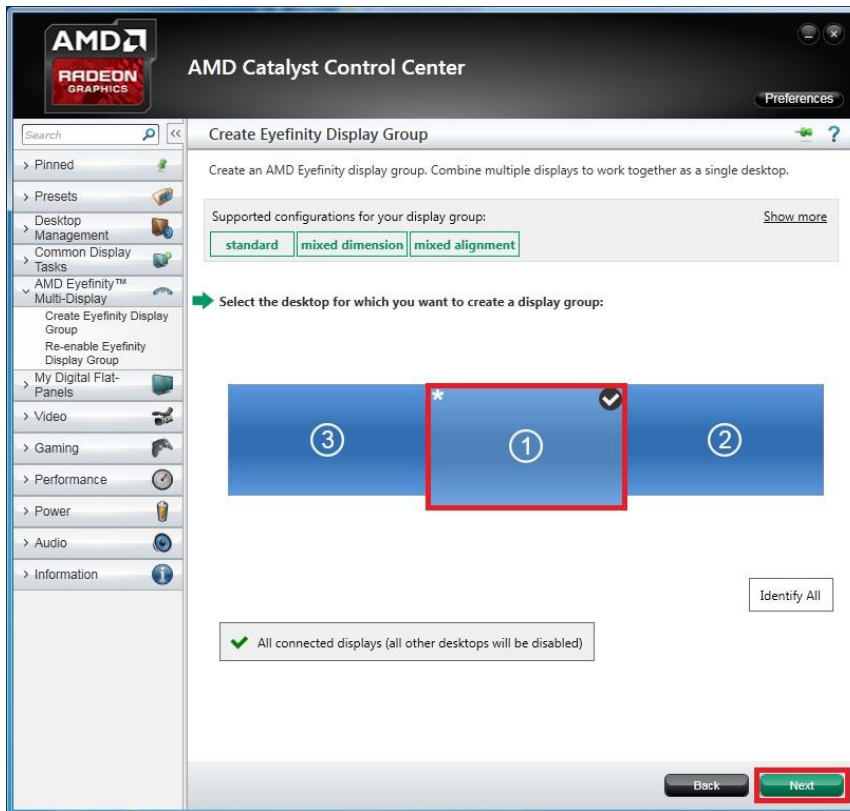 AMD
RADEON
GRAPHICS
AMD Catalyst Control Center
Preferences
Search
Create Eyefinity Display Group
?
Pinned
Presets
Desktop
Management
Common Display
Tasks
AMD Eyefinity™
Multi-Display
Create Eyefinity Display
Group
Re-enable Eyefinity
Display Group
My Digital Flat-
Panels
Video
Gaming
Performance
Power
Audio
Information
Create an AMD Eyefinity display group. Combine multiple displays to work together as a single desktop.
Supported configurations for your display group:
Show more
standard mixed dimension mixed alignment
Select the desktop for which you want to create a display group:
*
3 1 2
Identify All
All connected displays (all other desktops will be disabled)
Back Next